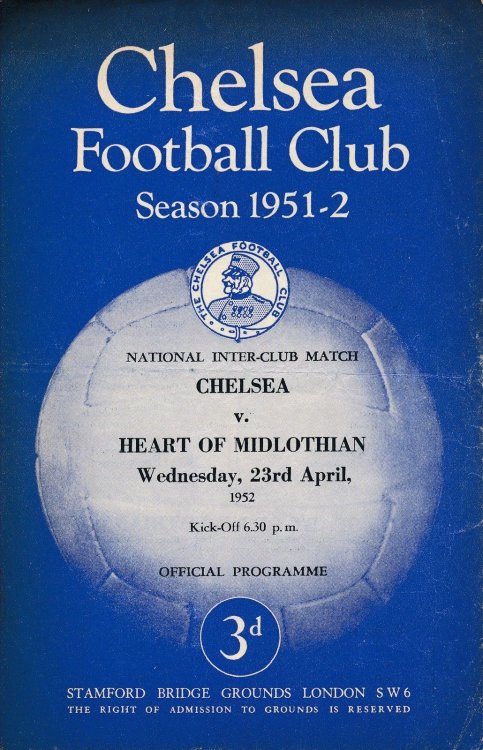 Chelsea
Football Club
Season 1951-2
THE CHELSEA FOOTBALL CLUB
NATIONAL INTER-CLUB MATCH
CHELSEA
v.
HEART OF MIDLOTHIAN
Wednesday, 23rd April,
1952
Kick-Off 6.30 p.m.
OFFICIAL PROGRAMME
3d
STAMFORD BRIDGE GROUNDS LONDON SW6
THE RIGHT OF ADMISSION TO GROUNDS IS RESERVED